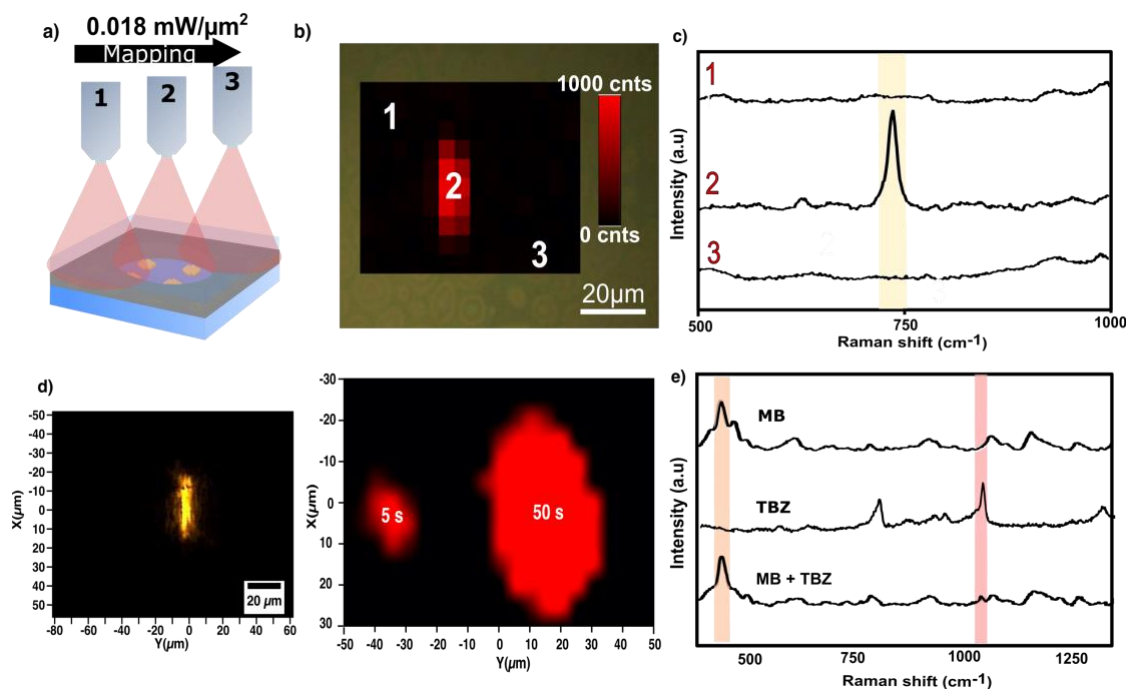 a)
0.018 mW/µm²
Mapping
1
2
3
b)
1000 cnts
1
2
3
0 cnts
20µm
c)
Intensity (a.u)
1
2
3
500
750
1000
Raman shift (cm-1)
d)
X(µm)
-50
-40
-30
-20
-10
0
10
20
30
40
50
20 µm
-80 -60 -40 -20 0 20 40 60
Y(µm)
X(µm)
-30
-20
-10
0
10
20
30
5 s
50 s
-50 -40 -30 -20 -10 0 10 20 30 40 50
Y(µm)
e)
Intensity (a.u)
MB
TBZ
MB + TBZ
500
750
1000
1250
Raman shift (cm-1)